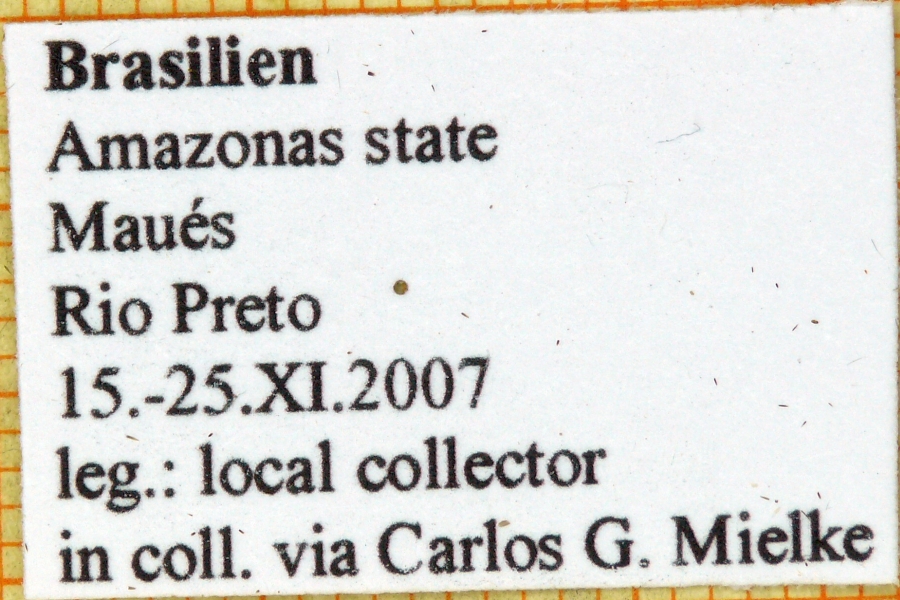 Brasilien
Amazonas state
Maués
Rio Preto
15.-25.XI.2007
leg.: local collector
in coll. via Carlos G. Mielke